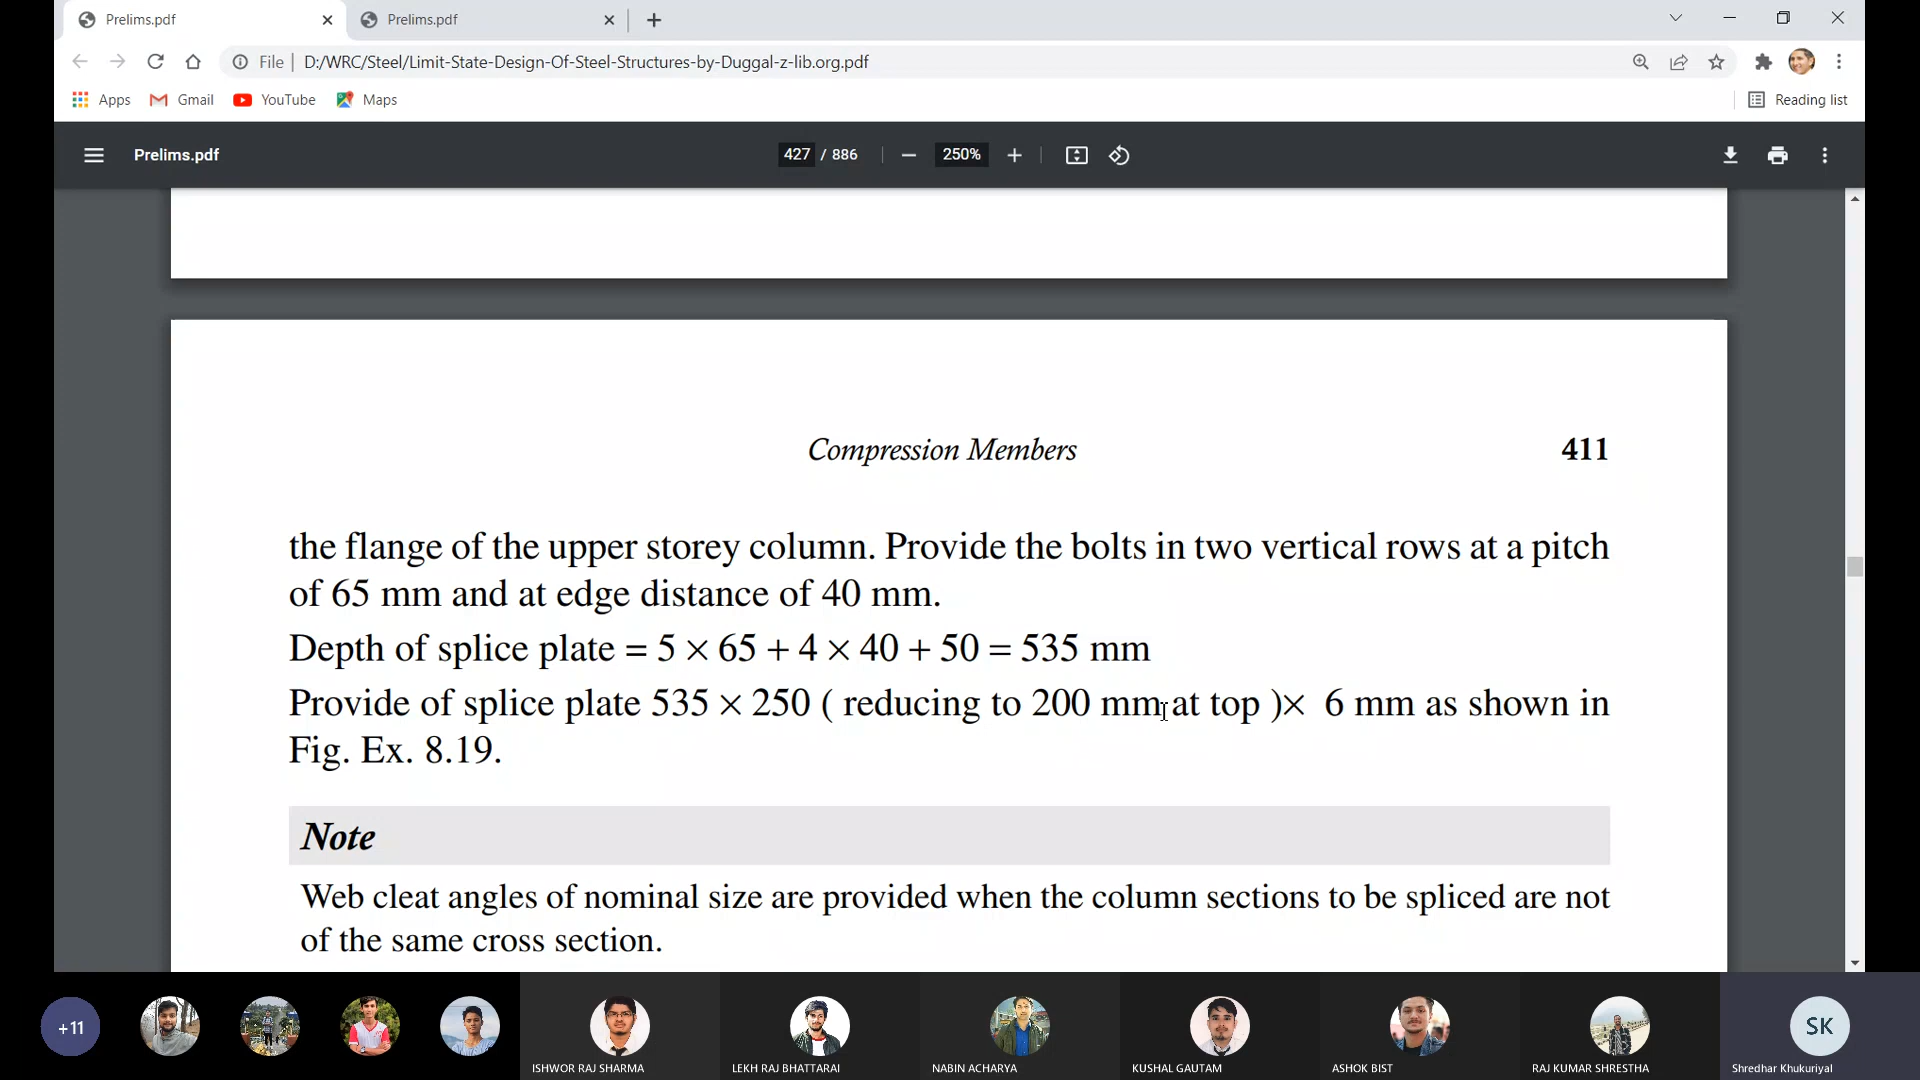 Prelims.pdf
Prelims.pdf
File
D:/WRC/Steel/Limit-State-Design-Of-Steel-Structures-by-Duggal-z-lib.org.pdf
Apps
Gmail
YouTube
Maps
Reading list
Prelims.pdf
427 / 886
250%
Compression Members
411
the flange of the upper storey column. Provide the bolts in two vertical rows at a pitch
of 65 mm and at edge distance of 40 mm.
Depth of splice plate = 5 × 65 + 4 × 40 + 50 = 535 mm
Provide of splice plate 535 × 250 ( reducing to 200 mm at top )× 6 mm as shown in
Fig. Ex. 8.19.
Note
Web cleat angles of nominal size are provided when the column sections to be spliced are not
of the same cross section.
+11
ISHWOR RAJ SHARMA
LEKH RAJ BHATTARAI
NABIN ACHARYA
KUSHAL GAUTAM
ASHOK BIST
RAJ KUMAR SHRESTHA
SK
Shredhar Khukuriyal